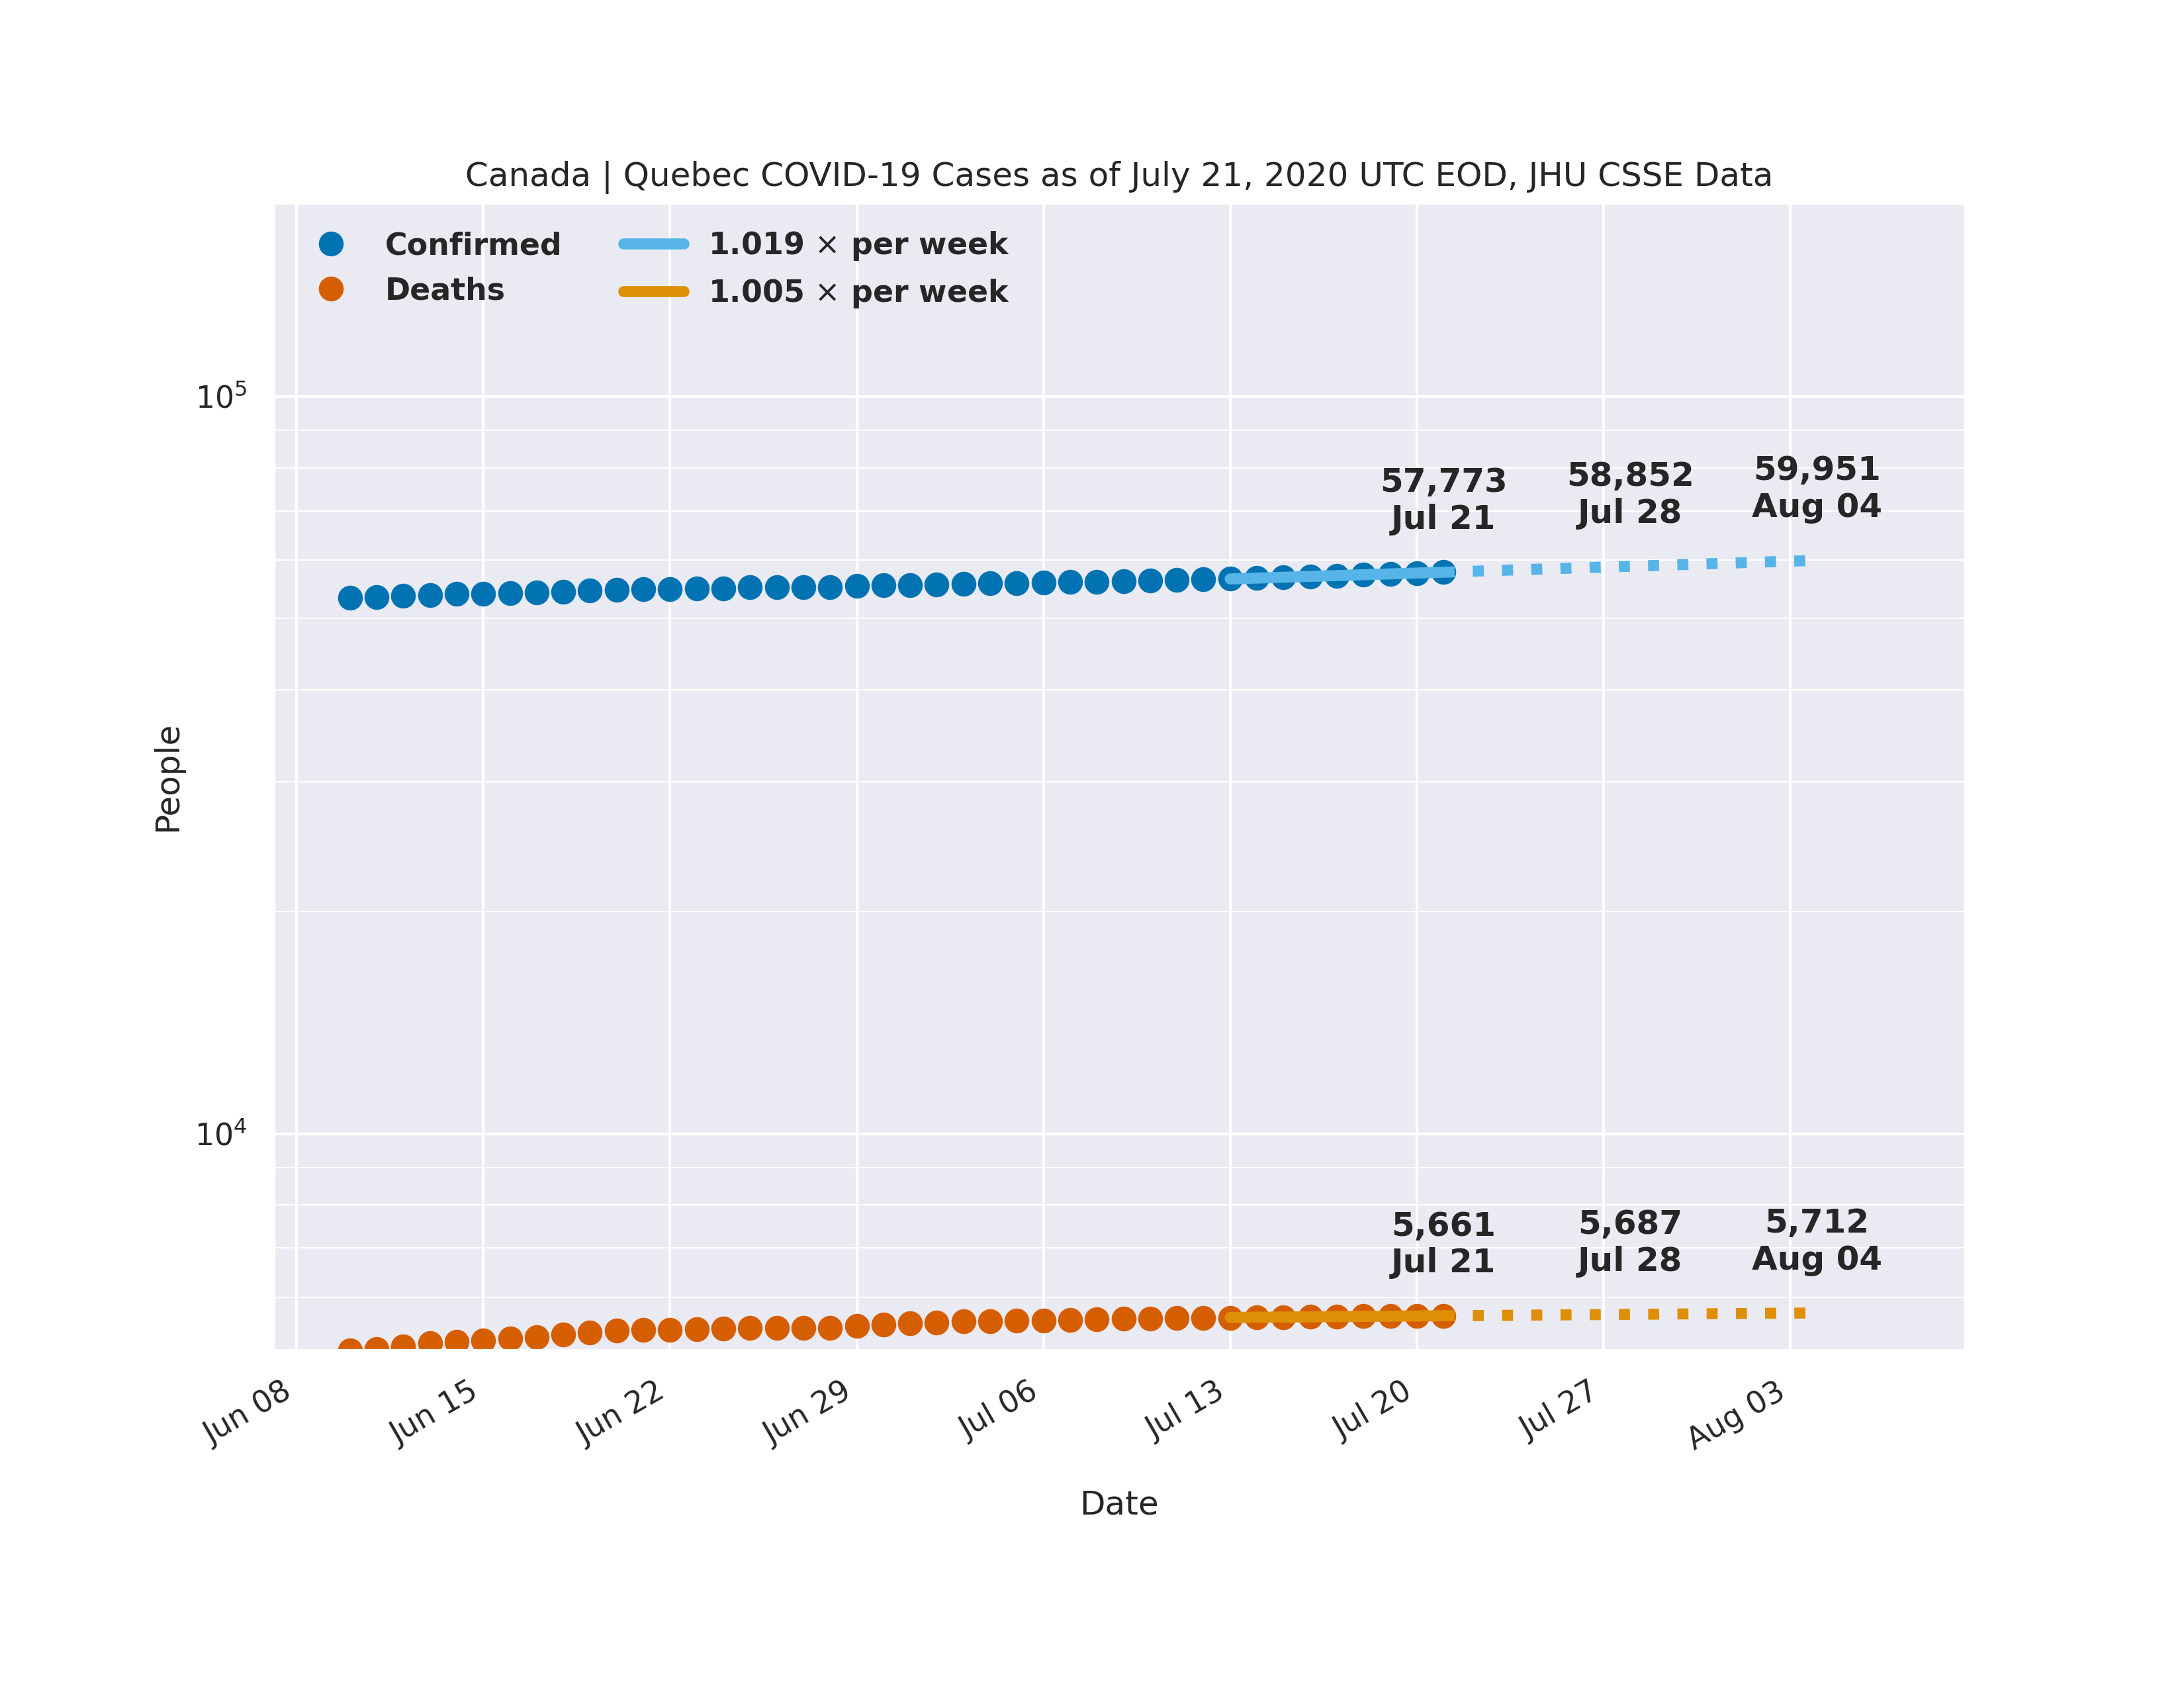 Canada | Quebec COVID-19 Cases as of July 21, 2020 UTC EOD, JHU CSSE Data
Confirmed
Deaths
1.019 × per week
1.005 × per week
10⁵
10⁴
People
57,773
Jul 21
58,852
Jul 28
59,951
Aug 04
5,661
Jul 21
5,687
Jul 28
5,712
Aug 04
Jun 08
Jun 15
Jun 22
Jun 29
Jul 06
Jul 13
Jul 20
Jul 27
Aug 03
Date